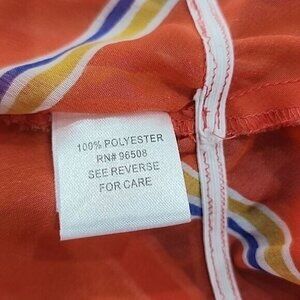 100% POLYESTER
RN# 96508
SEE REVERSE
FOR CARE